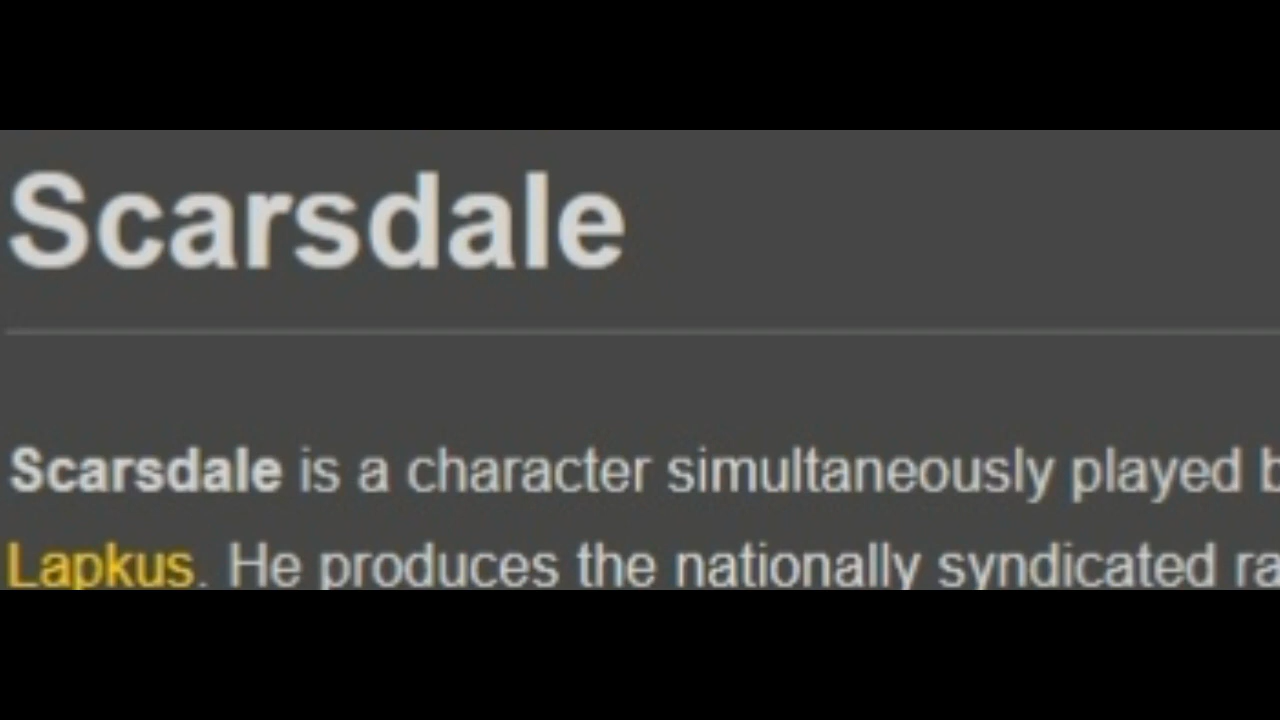 Scarsdale
Scarsdale is a character simultaneously played
Lapkus. He produces the nationally syndicated